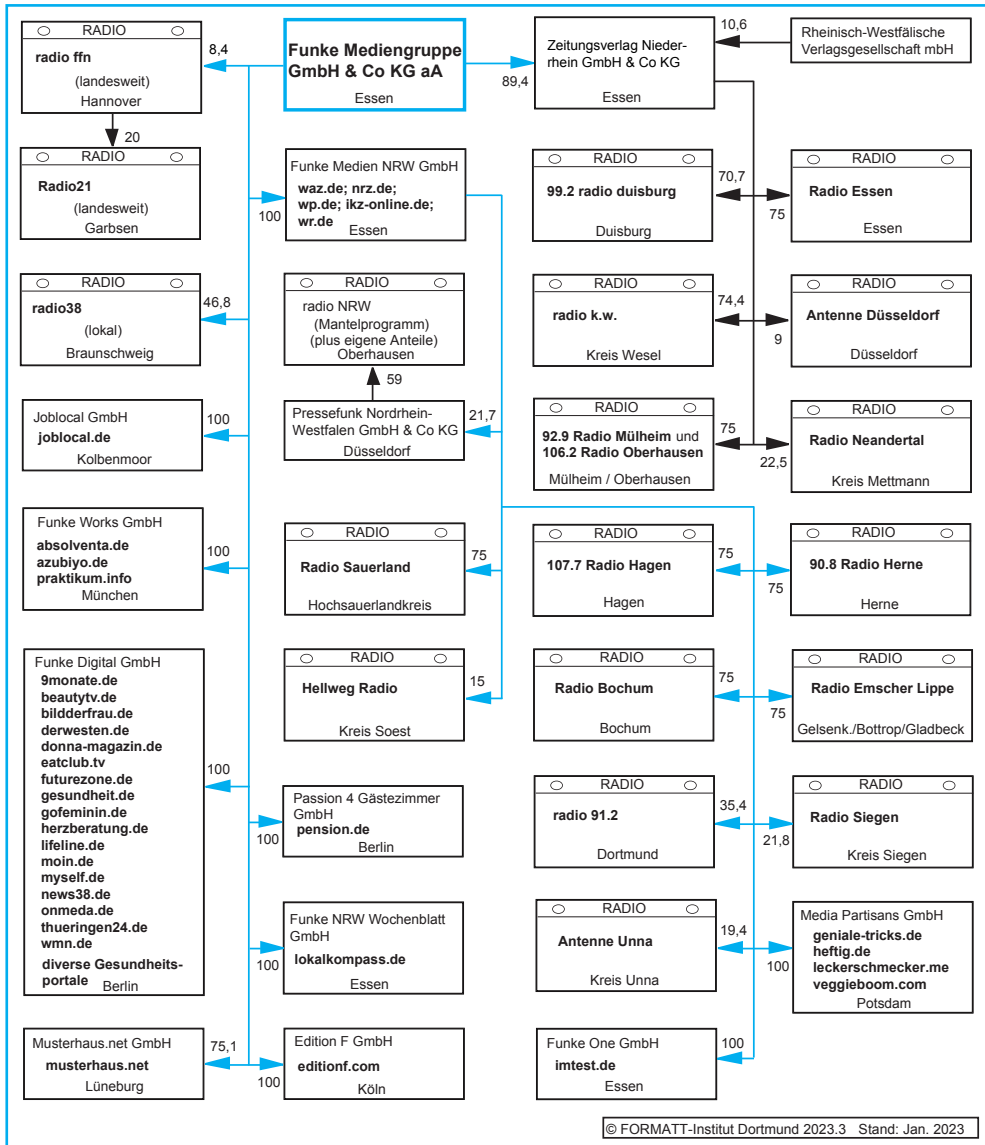 RADIO
radio ffn
(landesweit)
Hannover
8,4
20
RADIO
Radio21
(landesweit)
Garbsen
RADIO
radio38
(lokal)
Braunschweig
46,8
Joblocal GmbH
joblocal.de
Kolbenmoor
100
Funke Works GmbH
absolventa.de
azubiyo.de
praktikum.info
München
100
Funke Digital GmbH
9monate.de
beautytv.de
bildderfrau.de
derwesten.de
donna-magazin.de
eatclub.tv
futurezone.de
gesundheit.de
gofeminin.de
herzberatung.de
lifeline.de
moin.de
myself.de
news38.de
onmeda.de
thueringen24.de
wmn.de
diverse Gesundheits-
portale
Berlin
100
Musterhaus.net GmbH
musterhaus.net
Lüneburg
75,1
Funke Mediengruppe
GmbH & Co KG aA
Essen
Funke Medien NRW GmbH
waz.de; nrz.de;
wp.de; ikz-online.de;
wr.de
Essen
100
RADIO
radio NRW
(Mantelprogramm)
(plus eigene Anteile)
Oberhausen
59
Pressefunk Nordrhein-
Westfalen GmbH & Co KG
Düsseldorf
21,7
RADIO
Radio Sauerland
Hochsauerlandkreis
75
RADIO
Hellweg Radio
Kreis Soest
15
Passion 4 Gästezimmer
GmbH
pension.de
Berlin
100
Funke NRW Wochenblatt
GmbH
lokalkompass.de
Essen
100
Edition F GmbH
editionf.com
Köln
100
89,4
Zeitungsverlag Nieder-
rhein GmbH & Co KG
Essen
10,6
Rheinisch-Westfälische
Verlagsgesellschaft mbH
RADIO
99.2 radio duisburg
Duisburg
70,7
75
RADIO
Radio Essen
Essen
RADIO
radio k.w.
Kreis Wesel
74,4
9
RADIO
Antenne Düsseldorf
Düsseldorf
RADIO
92.9 Radio Mülheim und
106.2 Radio Oberhausen
Mülheim / Oberhausen
75
22,5
RADIO
Radio Neandertal
Kreis Mettmann
RADIO
107.7 Radio Hagen
Hagen
75
75
RADIO
90.8 Radio Herne
Herne
RADIO
Radio Bochum
Bochum
75
75
RADIO
Radio Emscher Lippe
Gelsenk./Bottrop/Gladbeck
RADIO
radio 91.2
Dortmund
35,4
21,8
RADIO
Radio Siegen
Kreis Siegen
RADIO
Antenne Unna
Kreis Unna
19,4
100
Media Partisans GmbH
geniale-tricks.de
heftig.de
leckerschmecker.me
veggieboom.com
Potsdam
Funke One GmbH
imtest.de
Essen
100
© FORMATT-Institut Dortmund 2023.3 Stand: Jan. 2023